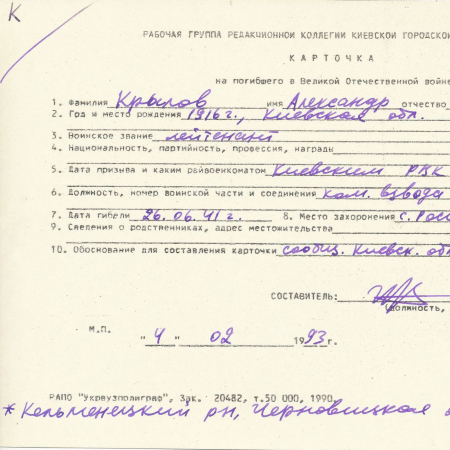 К
РАБОЧАЯ ГРУППА РЕДАКЦИОННОЙ КОЛЛЕГИИ КИЕВСКОЙ ГОРОДСКОЙ
КАРТОЧКА
на погибшего в Великой Отечественной войне
1. Фамилия Крылов имя Александр отчество
2. Год и место рождения 1916 г., Киевская обл.
3. Воинское звание лейтенант
4. Национальность, партийность, профессия, награды
5. Дата призыва и каким райвоенкоматом Киевским РВК
6. Должность, номер воинской части и соединения ком. взвода
7. Дата гибели 26.06.41 г. 8. Место захоронения с.
9. Сведения о родственниках, адрес местожительства
10. Обоснование для составления карточки сообщ. Киевск. обл
СОСТАВИТЕЛЬ:
(должность,
М.П.
"4" 02 1993 г.
РАПО "Укрвузполиграф", Зак. 20482, т.50 000, 1990
* Кельменецкий рн, Черновицкая